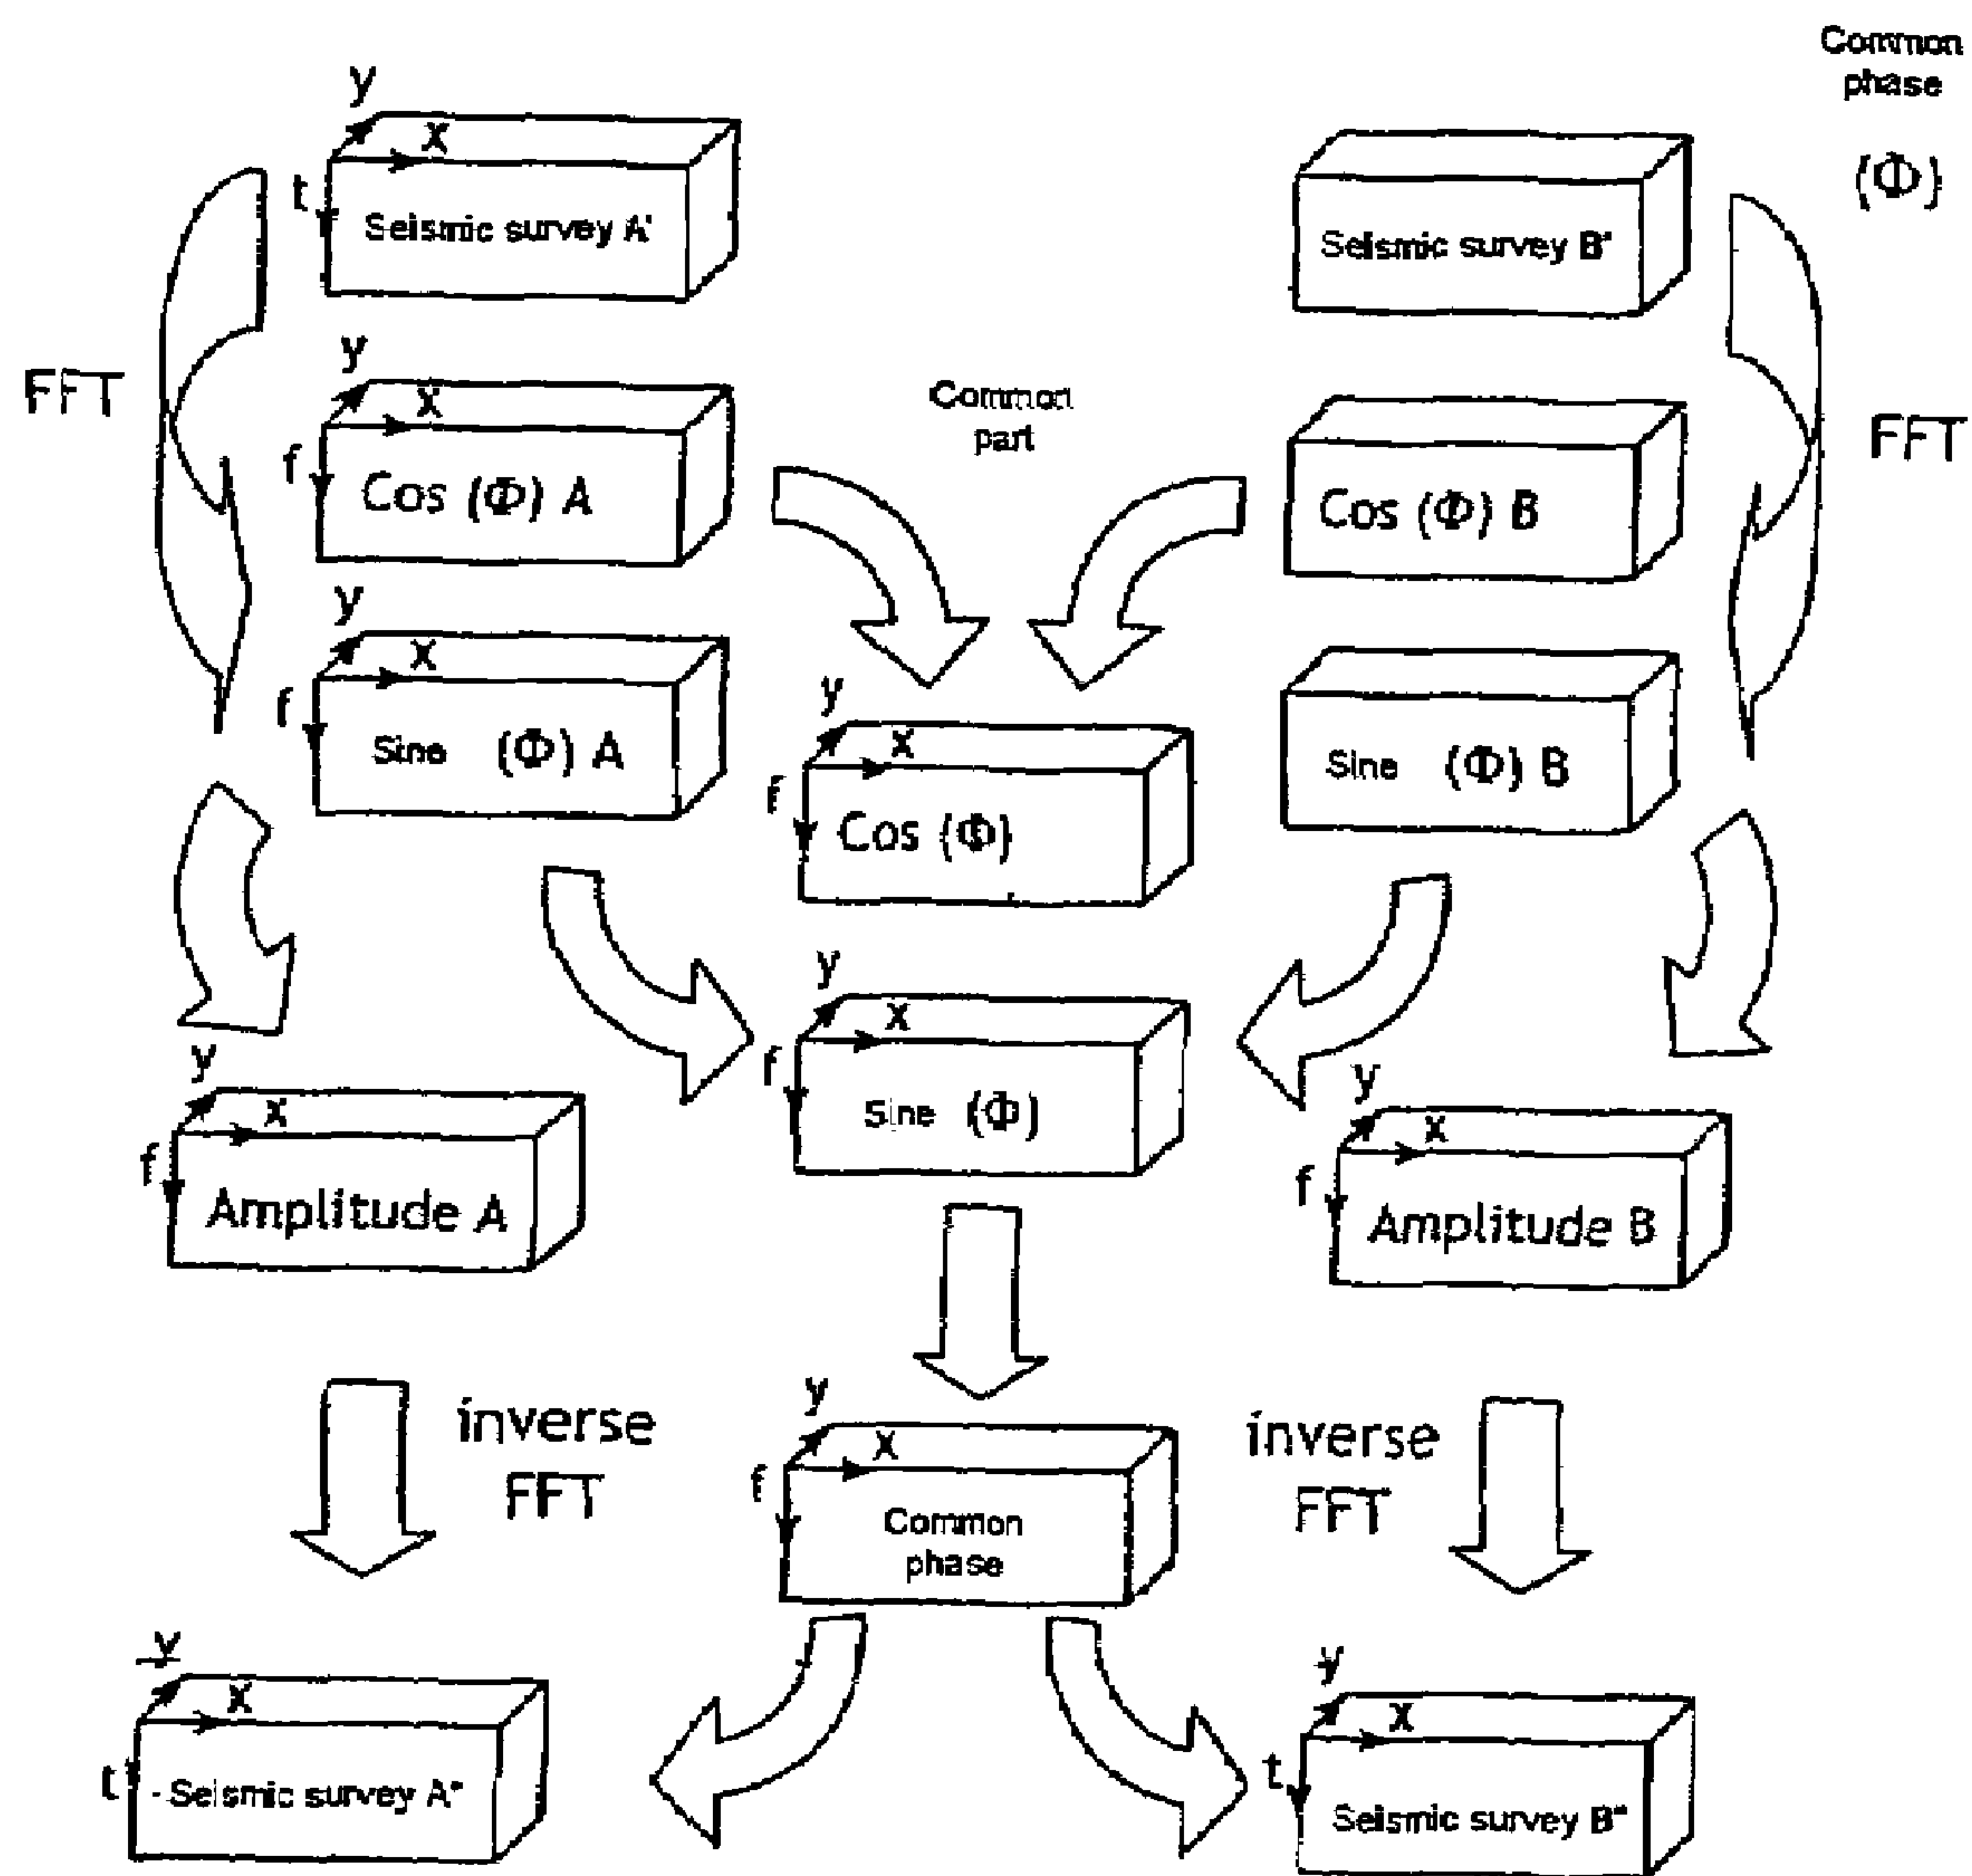 Common
phase
(Φ)
y
x
t
Seismic survey A'
Seismic survey B'
FFT
FFT
y
x
f
Cos (Φ) A
Common
part
Cos (Φ) B
y
x
f
Sine (Φ) A
Sine (Φ) B
y
x
f
Cos (Φ)
y
x
f
Sine (Φ)
y
x
f
Amplitude A
y
x
f
Amplitude B
inverse
FFT
inverse
FFT
y
x
f
Common
phase
y
x
t
Seismic survey A"
y
x
t
Seismic survey B"